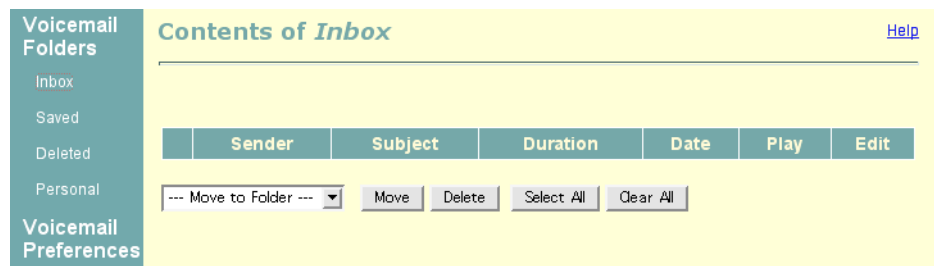 Voicemail
Folders
Inbox
Saved
Deleted
Personal
Voicemail
Preferences
Contents of Inbox
Help
Sender Subject Duration Date Play Edit
--- Move to Folder --- Move Delete Select All Clear All